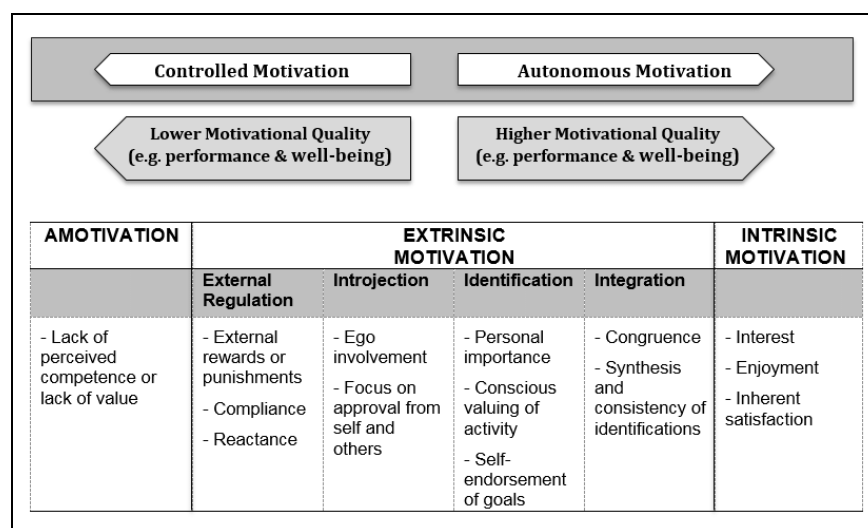 Controlled Motivation
Autonomous Motivation
Lower Motivational Quality
(e.g. performance & well-being)
Higher Motivational Quality
(e.g. performance & well-being)
AMOTIVATION
EXTRINSIC
MOTIVATION
INTRINSIC
MOTIVATION
External
Regulation
Introjection
Identification
Integration
- Lack of
perceived
competence or
lack of value
- External
rewards or
punishments
- Compliance
- Reactance
- Ego
involvement
- Focus on
approval from
self and
others
- Personal
importance
- Conscious
valuing of
activity
- Self-
endorsement
of goals
- Congruence
- Synthesis
and
consistency of
identifications
- Interest
- Enjoyment
- Inherent
satisfaction